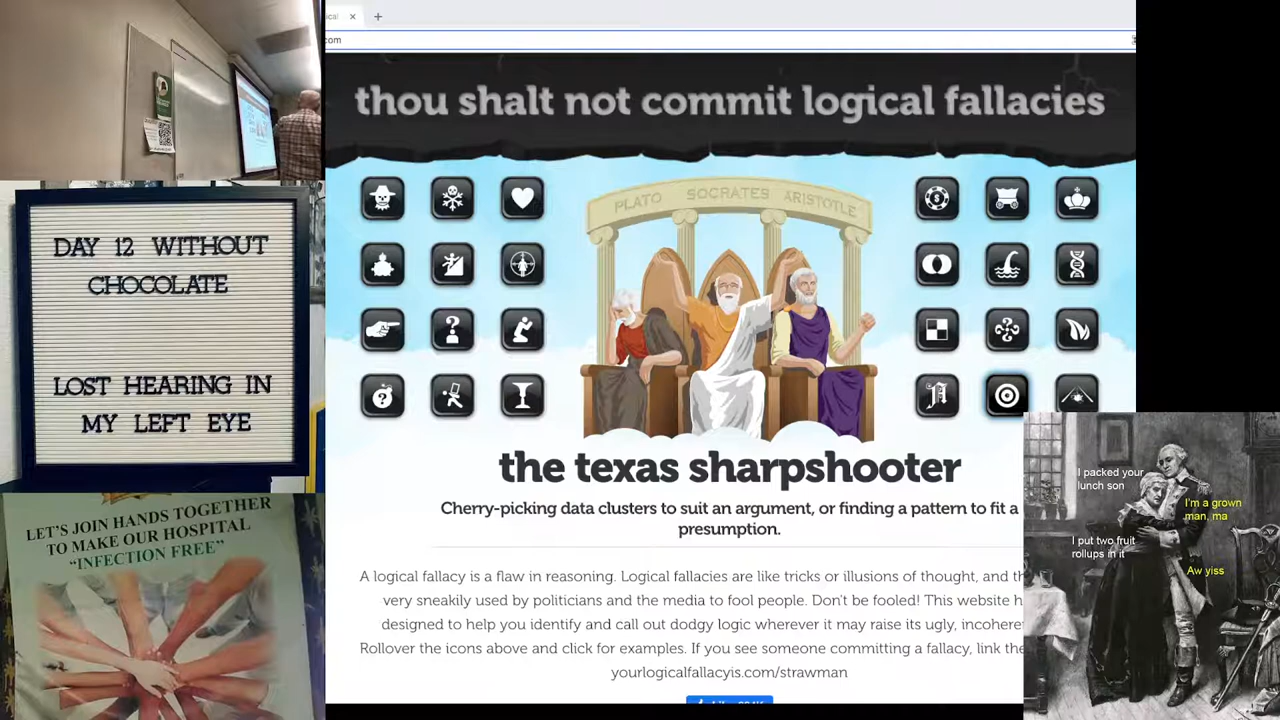 ical
com
thou shalt not commit logical fallacies
PLATO SOCRATES ARISTOTLE
the texas sharpshooter
Cherry-picking data clusters to suit an argument, or finding a pattern to fit a
presumption.
A logical fallacy is a flaw in reasoning. Logical fallacies are like tricks or illusions of thought, and th
very sneakily used by politicians and the media to fool people. Don't be fooled! This website h
designed to help you identify and call out dodgy logic wherever it may raise its ugly, incohere
Rollover the icons above and click for examples. If you see someone committing a fallacy, link the
yourlogicalfallacyis.com/strawman
DAY 12 WITHOUT
CHOCOLATE
LOST HEARING IN
MY LEFT EYE
LET'S JOIN HANDS TOGETHER
TO MAKE OUR HOSPITAL
"INFECTION FREE"
I packed your
lunch son
I'm a grown
man, ma
I put two fruit
rollups in it
Aw yiss